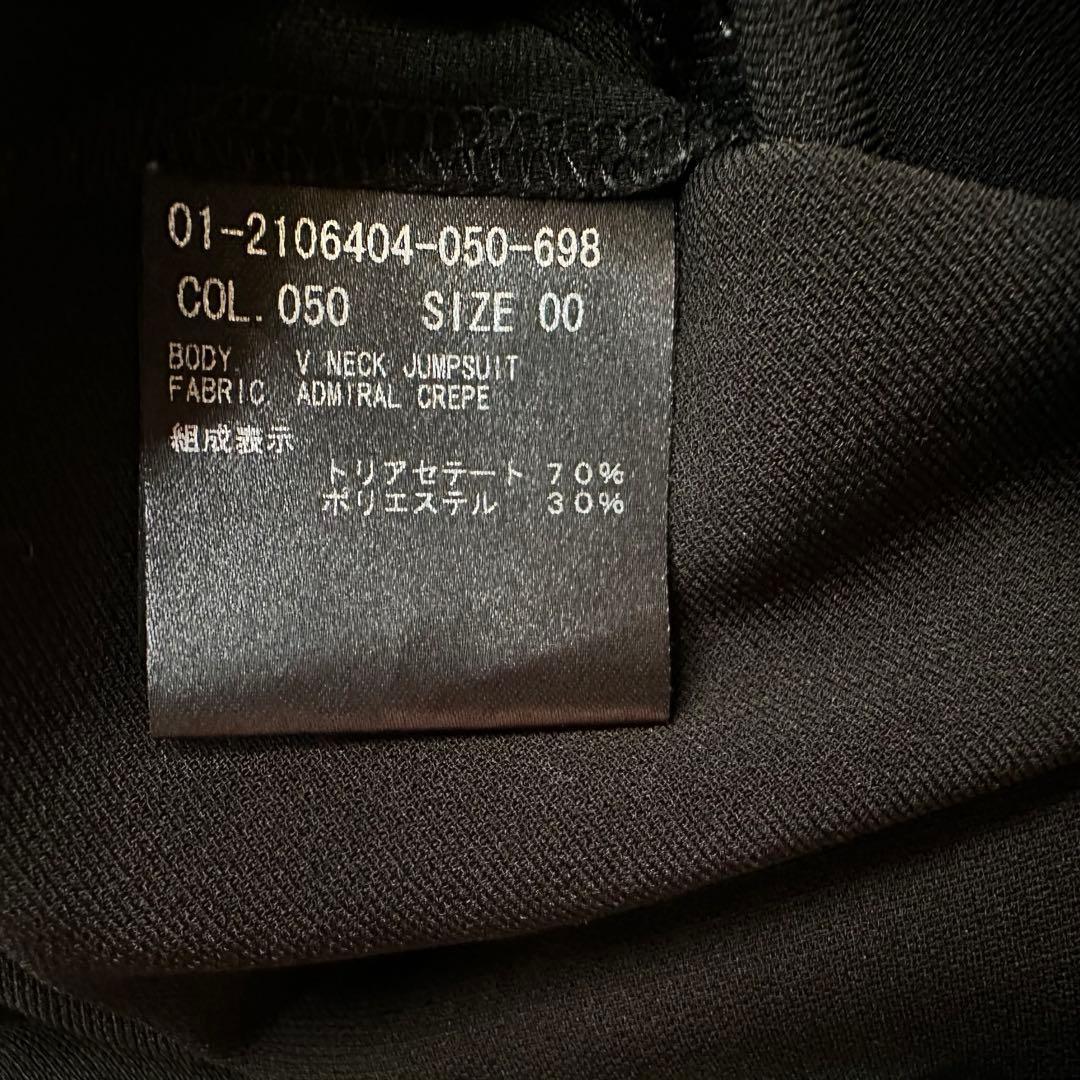 01-2106404-050-698
COL. 050 SIZE 00
BODY. V NECK JUMPSUIT
FABRIC. ADMIRAL CREPE
組成表示
トリアセテート 70%
ポリエステル 30%